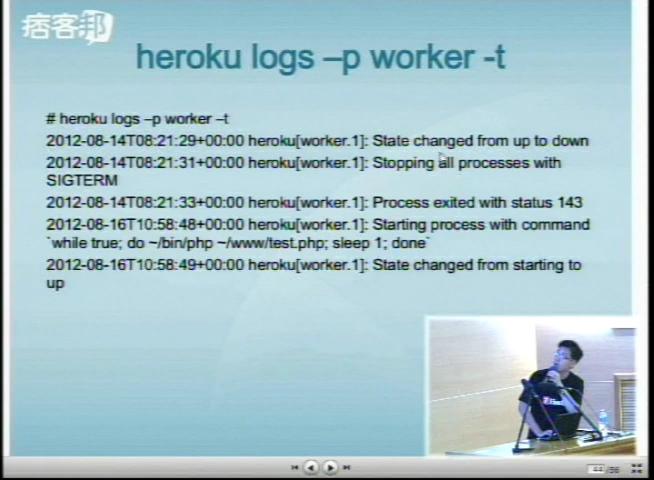 痞客邦
heroku logs –p worker -t
# heroku logs –p worker –t
2012-08-14T08:21:29+00:00 heroku[worker.1]: State changed from up to down
2012-08-14T08:21:31+00:00 heroku[worker.1]: Stopping all processes with
SIGTERM
2012-08-14T08:21:33+00:00 heroku[worker.1]: Process exited with status 143
2012-08-16T10:58:48+00:00 heroku[worker.1]: Starting process with command
`while true; do ~/bin/php ~/www/test.php; sleep 1; done`
2012-08-16T10:58:49+00:00 heroku[worker.1]: State changed from starting to
up